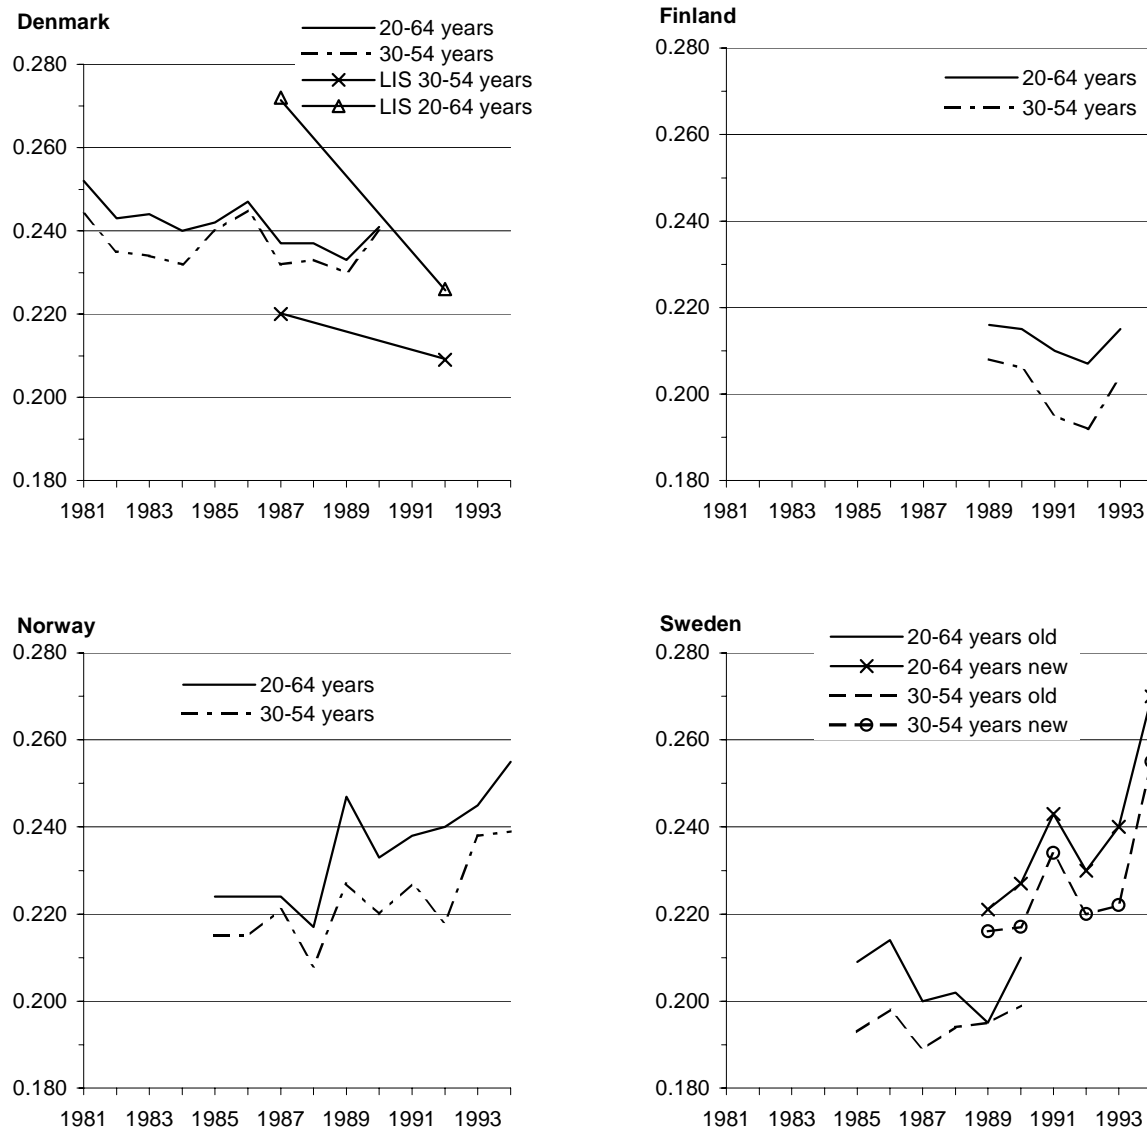 Denmark
20-64 years
30-54 years
LIS 30-54 years
LIS 20-64 years
0.280
0.260
0.240
0.220
0.200
0.180
1981 1983 1985 1987 1989 1991 1993
Finland
20-64 years
30-54 years
0.280
0.260
0.240
0.220
0.200
0.180
1981 1983 1985 1987 1989 1991 1993
Norway
20-64 years
30-54 years
0.280
0.260
0.240
0.220
0.200
0.180
1981 1983 1985 1987 1989 1991 1993
Sweden
20-64 years old
20-64 years new
30-54 years old
30-54 years new
0.280
0.260
0.240
0.220
0.200
0.180
1981 1983 1985 1987 1989 1991 1993